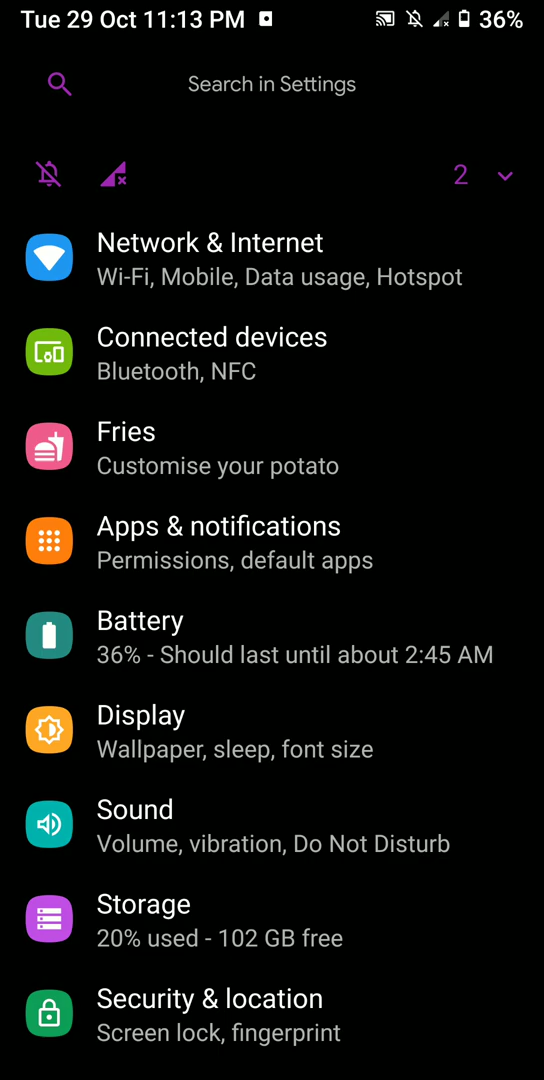 Tue 29 Oct 11:13 PM 36%
Search in Settings
2
Network & Internet
Wi-Fi, Mobile, Data usage, Hotspot
Connected devices
Bluetooth, NFC
Fries
Customise your potato
Apps & notifications
Permissions, default apps
Battery
36% - Should last until about 2:45 AM
Display
Wallpaper, sleep, font size
Sound
Volume, vibration, Do Not Disturb
Storage
20% used - 102 GB free
Security & location
Screen lock, fingerprint